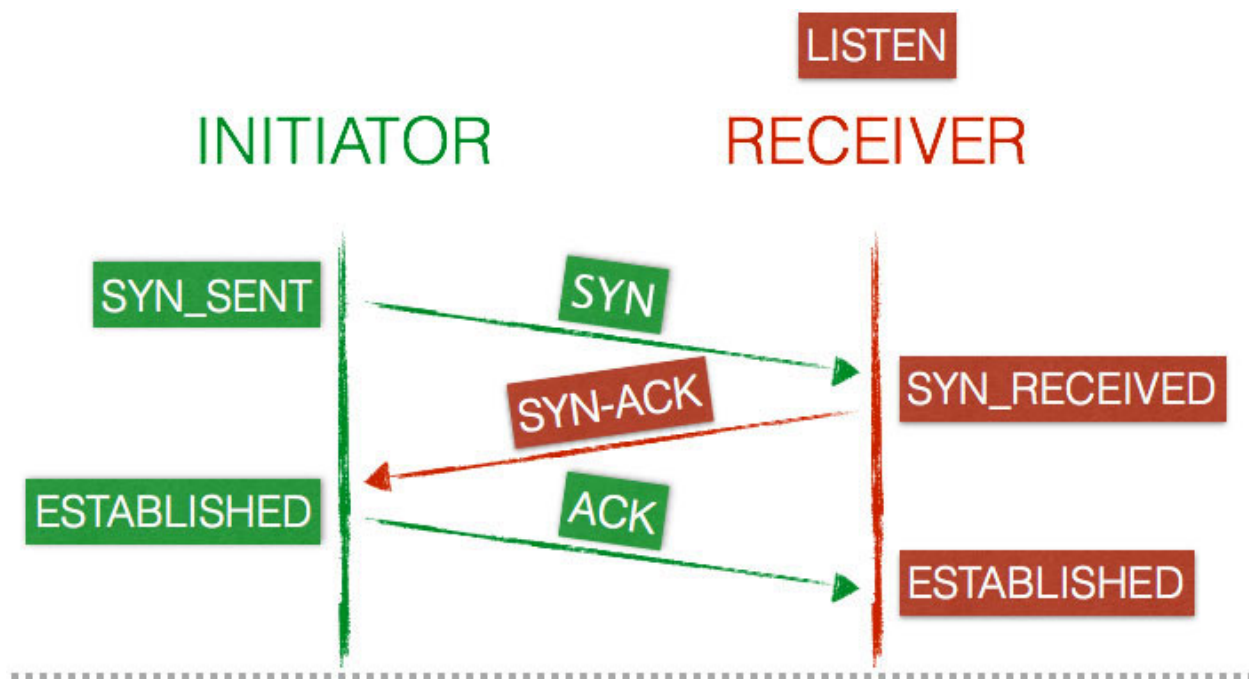 LISTEN
INITIATOR
RECEIVER
SYN_SENT
SYN
SYN_RECEIVED
SYN-ACK
ESTABLISHED
ACK
ESTABLISHED